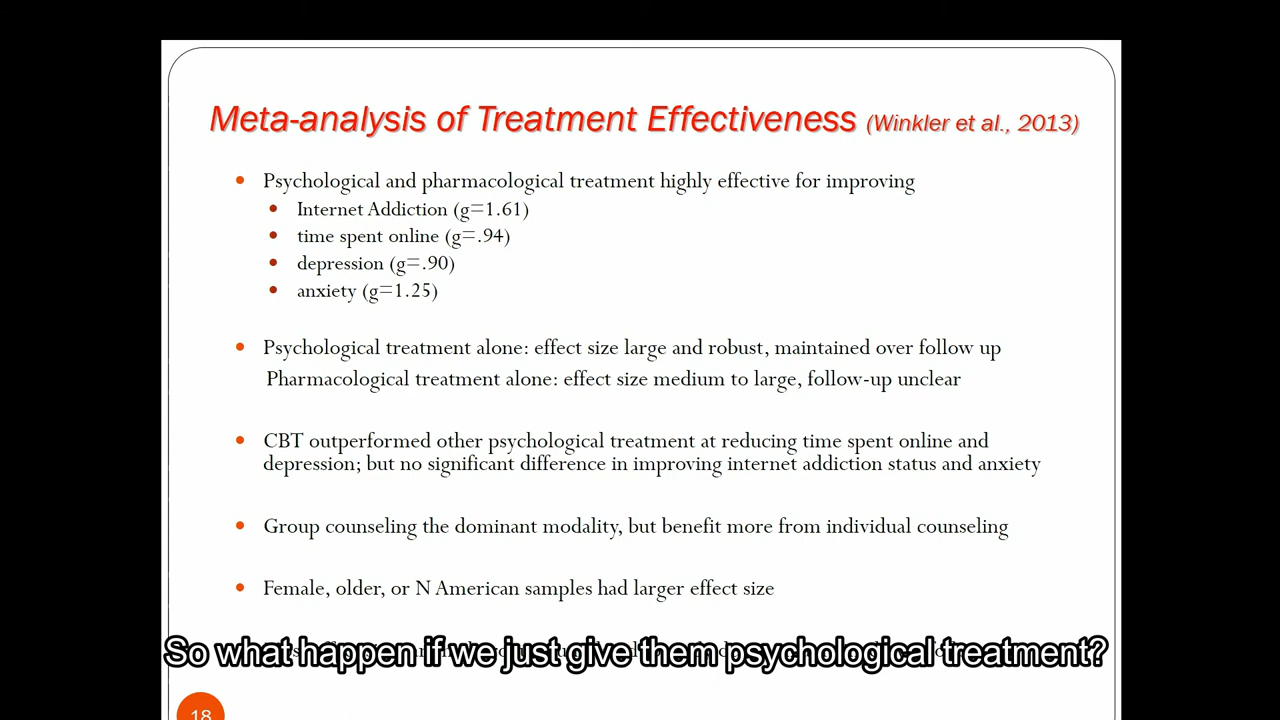 Meta-analysis of Treatment Effectiveness (Winkler et al., 2013)
Psychological and pharmacological treatment highly effective for improving
Internet Addiction (g=1.61)
time spent online (g=.94)
depression (g=.90)
anxiety (g=1.25)
Psychological treatment alone: effect size large and robust, maintained over follow up
Pharmacological treatment alone: effect size medium to large, follow-up unclear
CBT outperformed other psychological treatment at reducing time spent online and
depression; but no significant difference in improving internet addiction status and anxiety
Group counseling the dominant modality, but benefit more from individual counseling
Female, older, or N American samples had larger effect size
So what happen if we just give them psychological treatment?
18